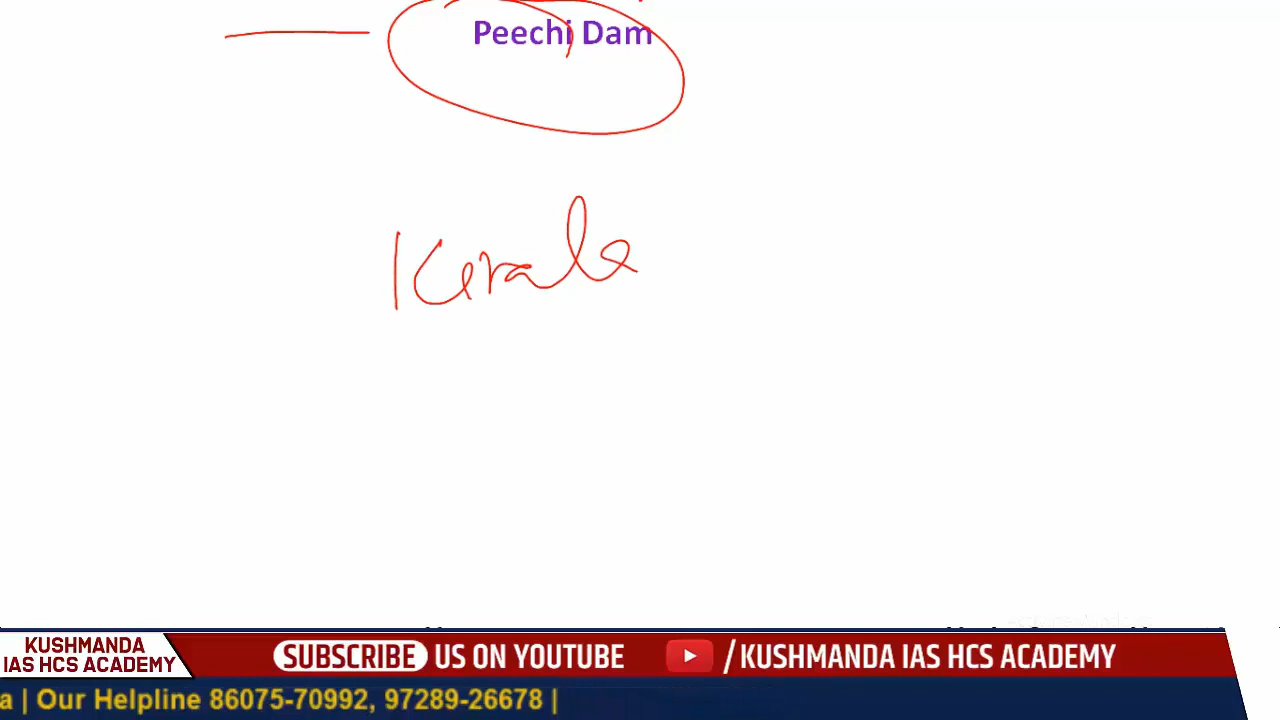 Peechi Dam
Kerala
KUSHMANDA
IAS HCS ACADEMY
SUBSCRIBE US ON YOUTUBE
/KUSHMANDA IAS HCS ACADEMY
a | Our Helpline 86075-70992, 97289-26678 |